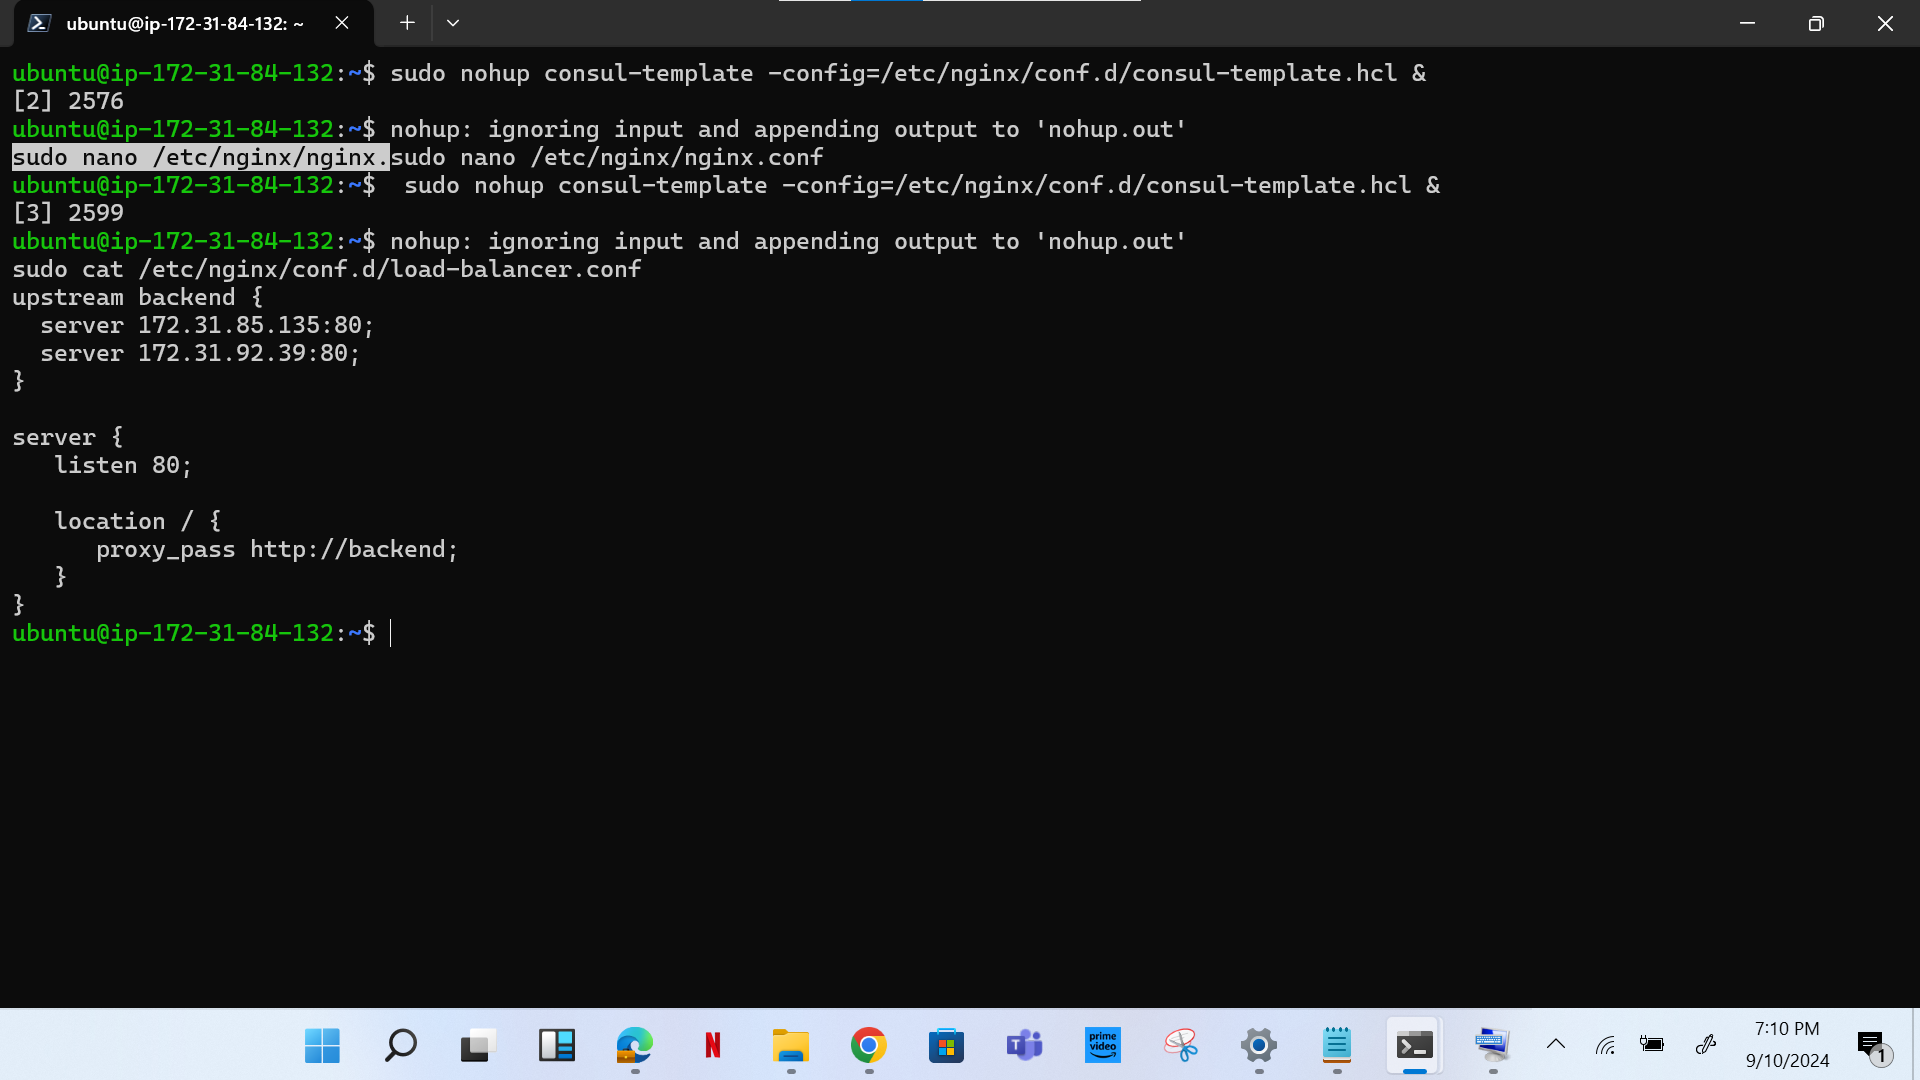 ubuntu@ip-172-31-84-132: ~
ubuntu@ip-172-31-84-132:~$ sudo nohup consul-template -config=/etc/nginx/conf.d/consul-template.hcl &
[2] 2576
ubuntu@ip-172-31-84-132:~$ nohup: ignoring input and appending output to 'nohup.out'
sudo nano /etc/nginx/nginx.sudo nano /etc/nginx/nginx.conf
ubuntu@ip-172-31-84-132:~$  sudo nohup consul-template -config=/etc/nginx/conf.d/consul-template.hcl &
[3] 2599
ubuntu@ip-172-31-84-132:~$ nohup: ignoring input and appending output to 'nohup.out'
sudo cat /etc/nginx/conf.d/load-balancer.conf
upstream backend {
  server 172.31.85.135:80;
  server 172.31.92.39:80;
}

server {
   listen 80;

   location / {
      proxy_pass http://backend;
   }
}
ubuntu@ip-172-31-84-132:~$
N
T
prime video
7:10 PM
9/10/2024
1